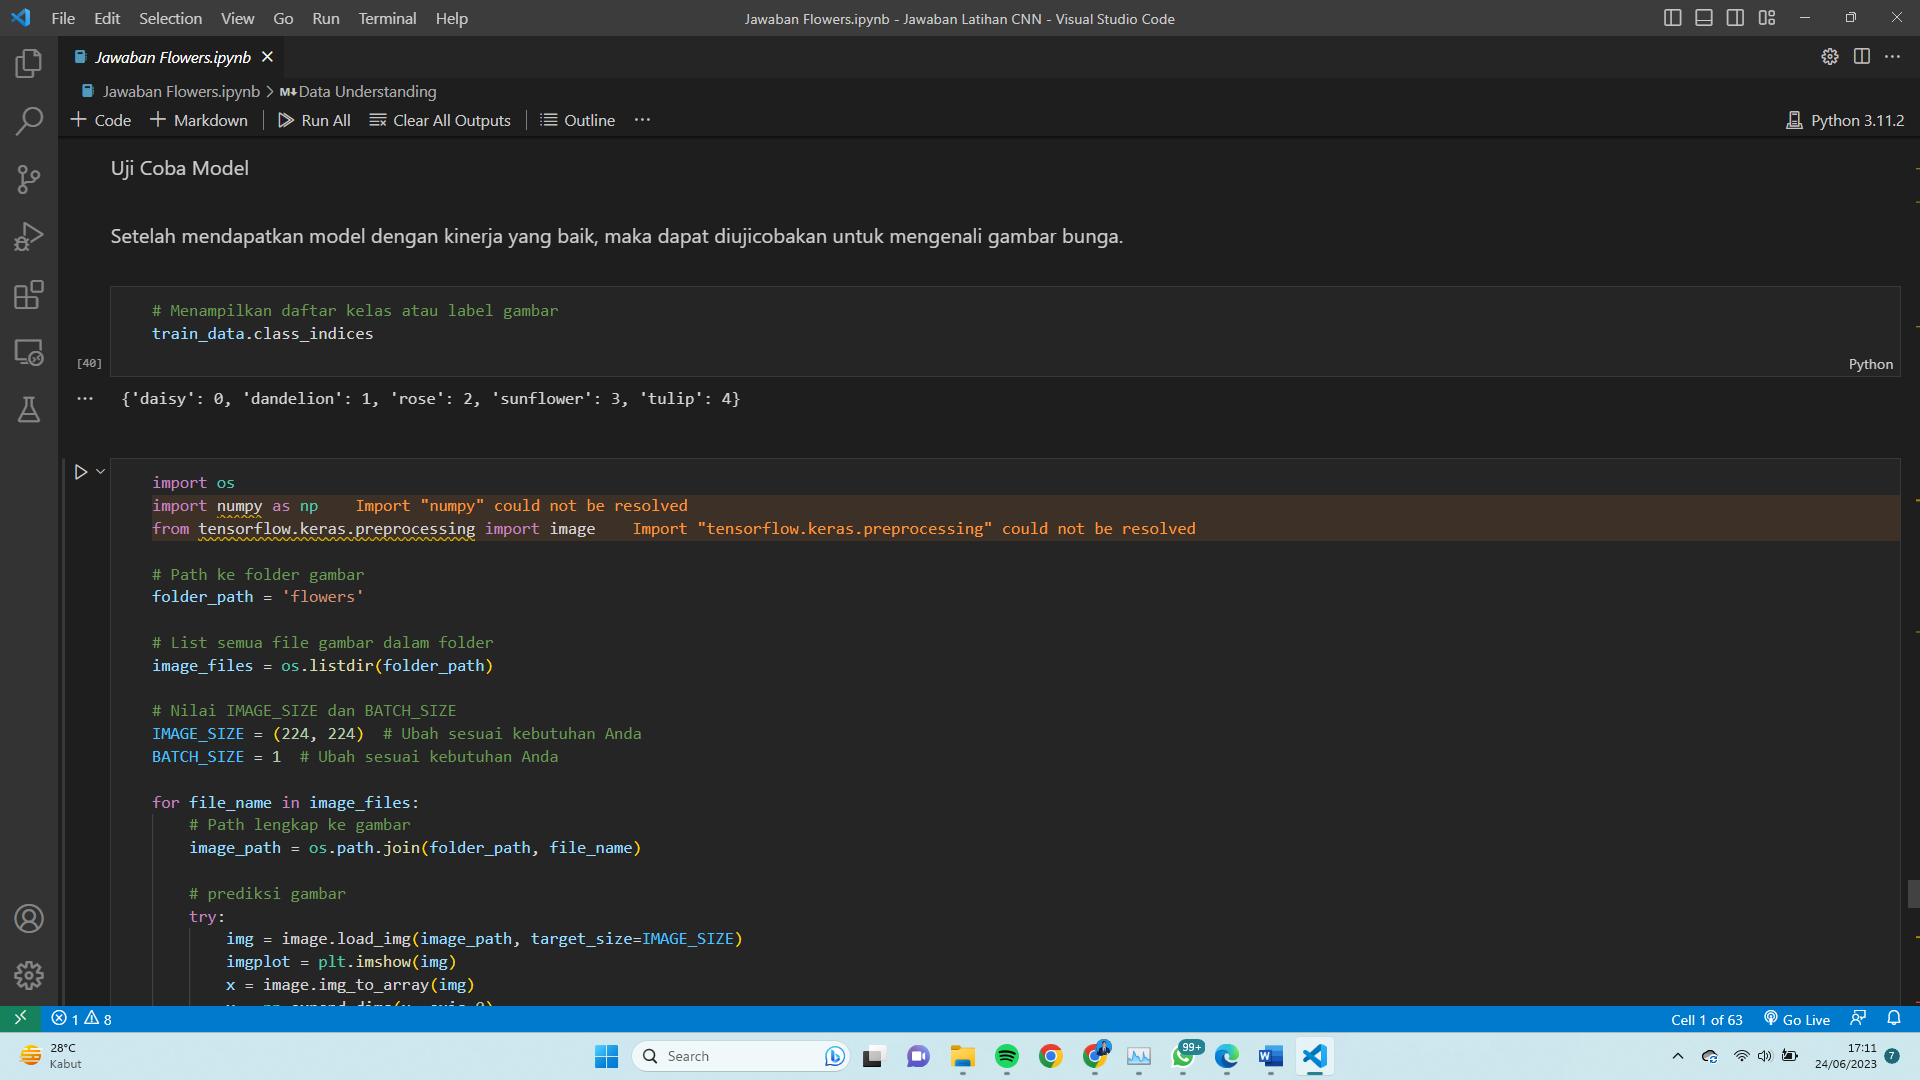 File Edit Selection View Go Run Terminal Help
Jawaban Flowers.ipynb - Jawaban Latihan CNN - Visual Studio Code
Jawaban Flowers.ipynb
Jawaban Flowers.ipynb > M↓Data Understanding
+ Code + Markdown Run All Clear All Outputs Outline ...
Python 3.11.2
Uji Coba Model
Setelah mendapatkan model dengan kinerja yang baik, maka dapat diujicobakan untuk mengenali gambar bunga.
# Menampilkan daftar kelas atau label gambar
train_data.class_indices
[40]
Python
... {'daisy': 0, 'dandelion': 1, 'rose': 2, 'sunflower': 3, 'tulip': 4}
import os
import numpy as np Import "numpy" could not be resolved
from tensorflow.keras.preprocessing import image Import "tensorflow.keras.preprocessing" could not be resolved
# Path ke folder gambar
folder_path = 'flowers'
# List semua file gambar dalam folder
image_files = os.listdir(folder_path)
# Nilai IMAGE_SIZE dan BATCH_SIZE
IMAGE_SIZE = (224, 224) # Ubah sesuai kebutuhan Anda
BATCH_SIZE = 1 # Ubah sesuai kebutuhan Anda
for file_name in image_files:
# Path lengkap ke gambar
image_path = os.path.join(folder_path, file_name)
# prediksi gambar
try:
img = image.load_img(image_path, target_size=IMAGE_SIZE)
imgplot = plt.imshow(img)
x = image.img_to_array(img)
1 8
Cell 1 of 63 Go Live
28°C
Kabut
Search
99+
17:11
24/06/2023
7